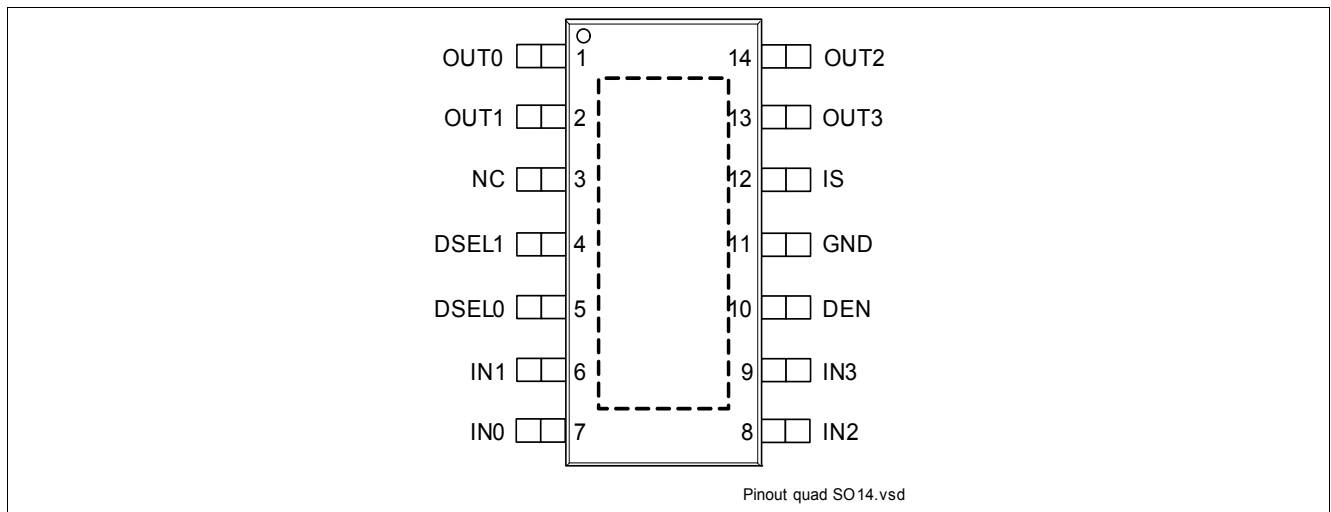 OUT0 1 14 OUT2
OUT1 2 13 OUT3
NC 3 12 IS
DSEL1 4 11 GND
DSEL0 5 10 DEN
IN1 6 9 IN3
IN0 7 8 IN2
Pinout quad SO14.vsd